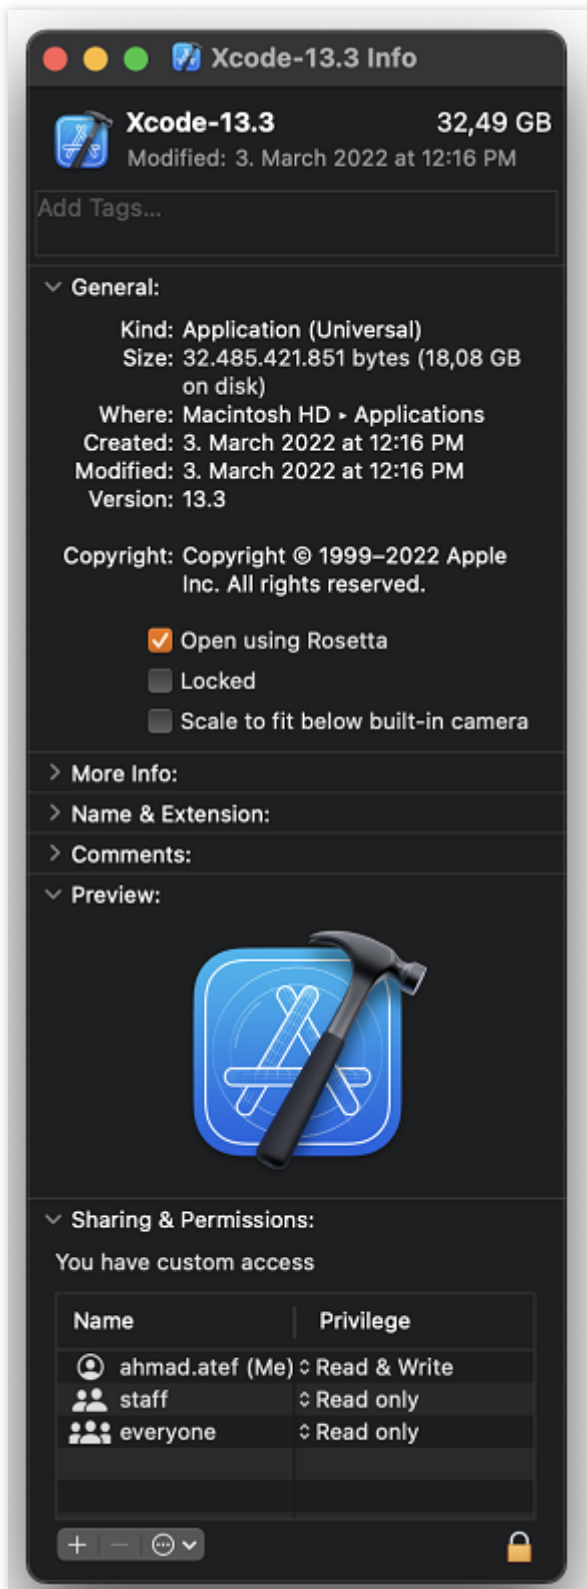 Xcode-13.3 Info
Xcode-13.3 32,49 GB
Modified: 3. March 2022 at 12:16 PM
Add Tags...
General:
Kind: Application (Universal)
Size: 32.485.421.851 bytes (18,08 GB
on disk)
Where: Macintosh HD ▸ Applications
Created: 3. March 2022 at 12:16 PM
Modified: 3. March 2022 at 12:16 PM
Version: 13.3
Copyright: Copyright © 1999–2022 Apple
Inc. All rights reserved.
Open using Rosetta
Locked
Scale to fit below built-in camera
More Info:
Name & Extension:
Comments:
Preview:
Sharing & Permissions:
You have custom access
Name Privilege
ahmad.atef (Me) Read & Write
staff Read only
everyone Read only